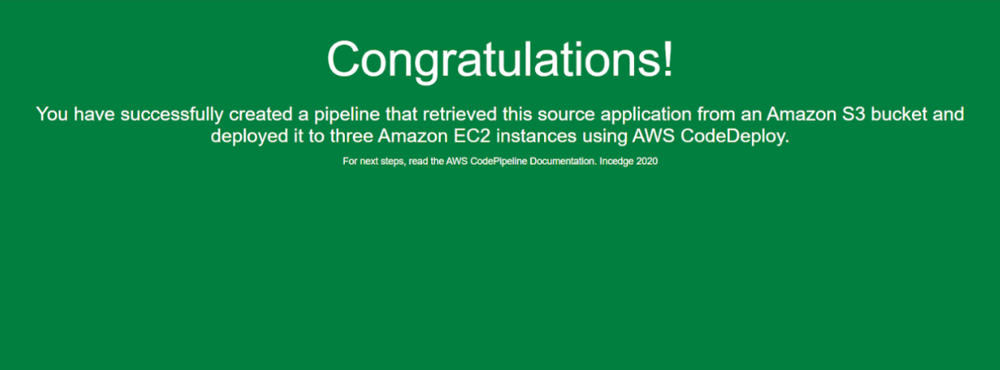 Congratulations!
You have successfully created a pipeline that retrieved this source application from an Amazon S3 bucket and
deployed it to three Amazon EC2 instances using AWS CodeDeploy.
For next steps, read the AWS CodePipeline Documentation. Incedge 2020